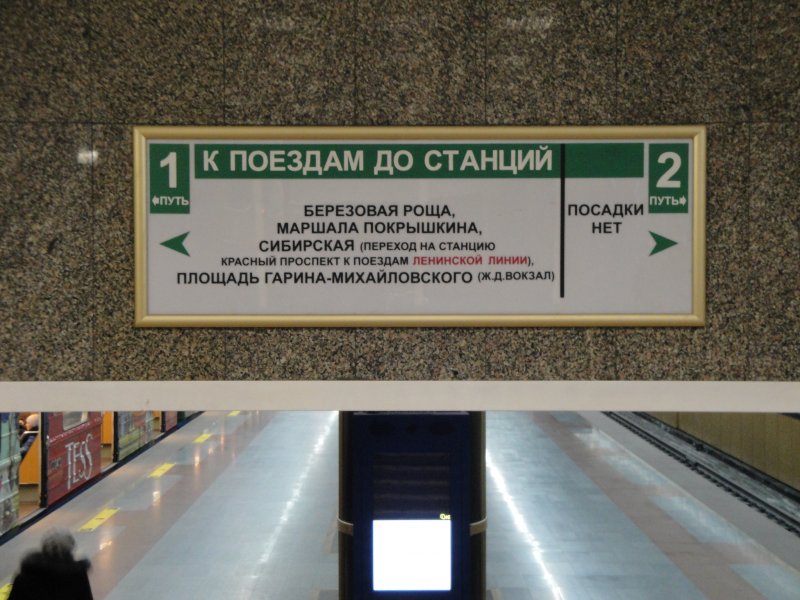 1
ПУТЬ
К ПОЕЗДАМ ДО СТАНЦИЙ
БЕРЕЗОВАЯ РОЩА,
МАРШАЛА ПОКРЫШКИНА,
СИБИРСКАЯ (ПЕРЕХОД НА СТАНЦИЮ
КРАСНЫЙ ПРОСПЕКТ К ПОЕЗДАМ ЛЕНИНСКОЙ ЛИНИИ),
ПЛОЩАДЬ ГАРИНА-МИХАЙЛОВСКОГО (Ж.Д.ВОКЗАЛ)
ПОСАДКИ
НЕТ
2
ПУТЬ
TESS